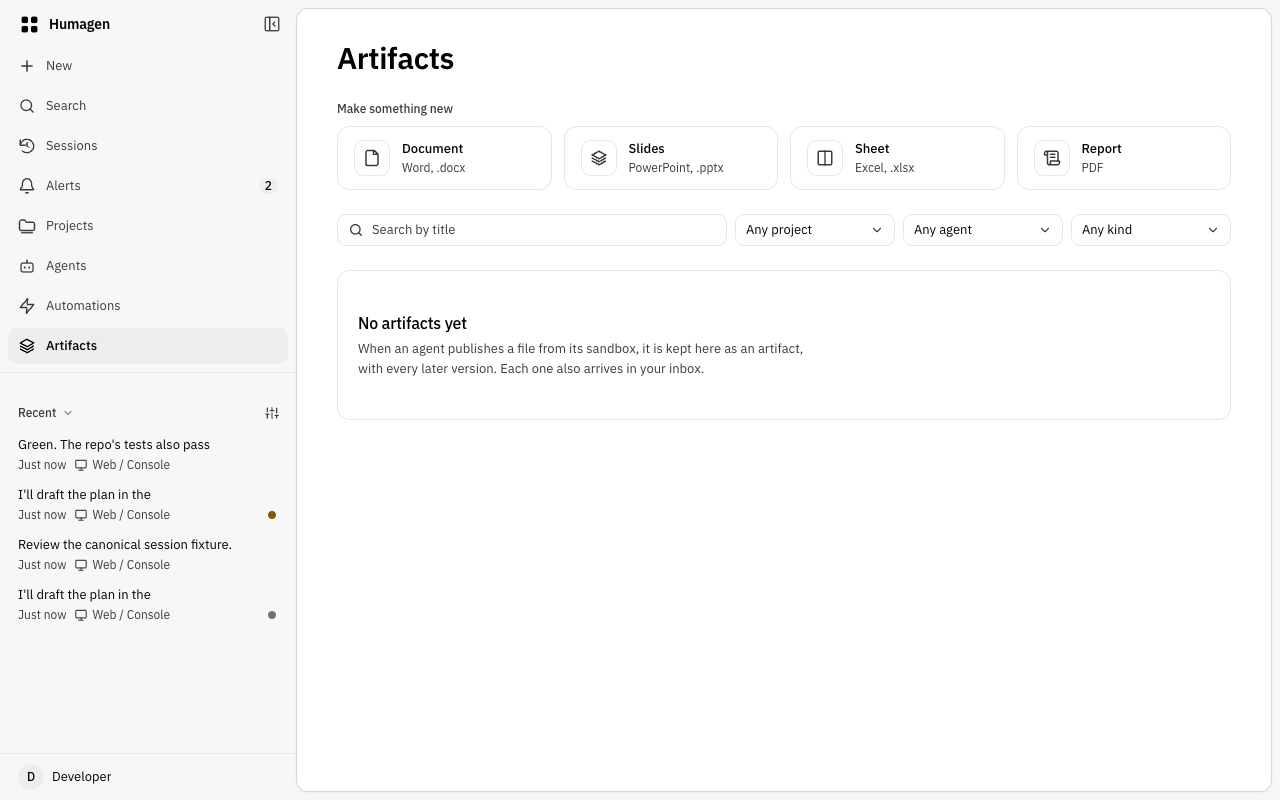 Humagen
New
Search
Sessions
Alerts 2
Projects
Agents
Automations
Artifacts
Recent
Green. The repo's tests also pass
Just now Web / Console
I'll draft the plan in the
Just now Web / Console
Review the canonical session fixture.
Just now Web / Console
I'll draft the plan in the
Just now Web / Console
D Developer
Artifacts
Make something new
Document
Word, .docx
Slides
PowerPoint, .pptx
Sheet
Excel, .xlsx
Report
PDF
Search by title
Any project
Any agent
Any kind
No artifacts yet
When an agent publishes a file from its sandbox, it is kept here as an artifact,
with every later version. Each one also arrives in your inbox.